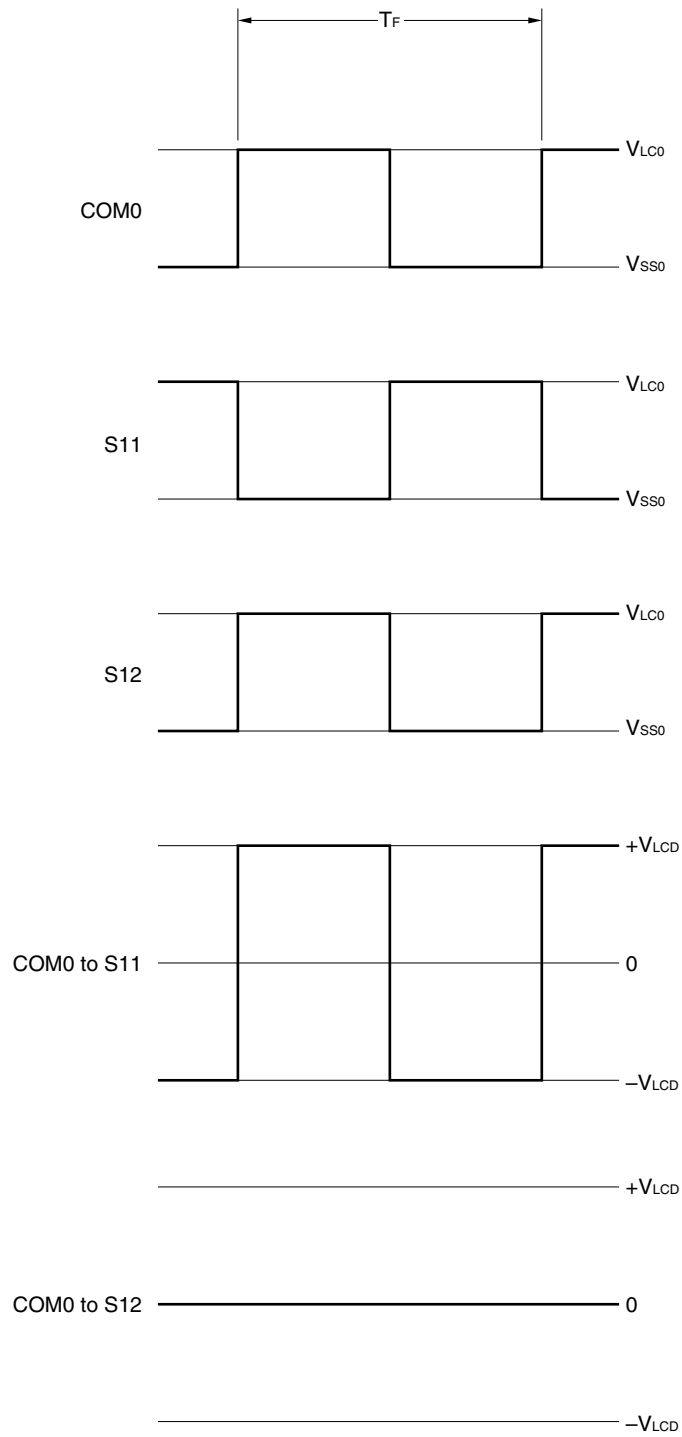 TF
VLC0
COM0
VSS0
VLC0
S11
VSS0
VLC0
S12
VSS0
+VLCD
COM0 to S11
0
–VLCD
+VLCD
COM0 to S12
0
–VLCD